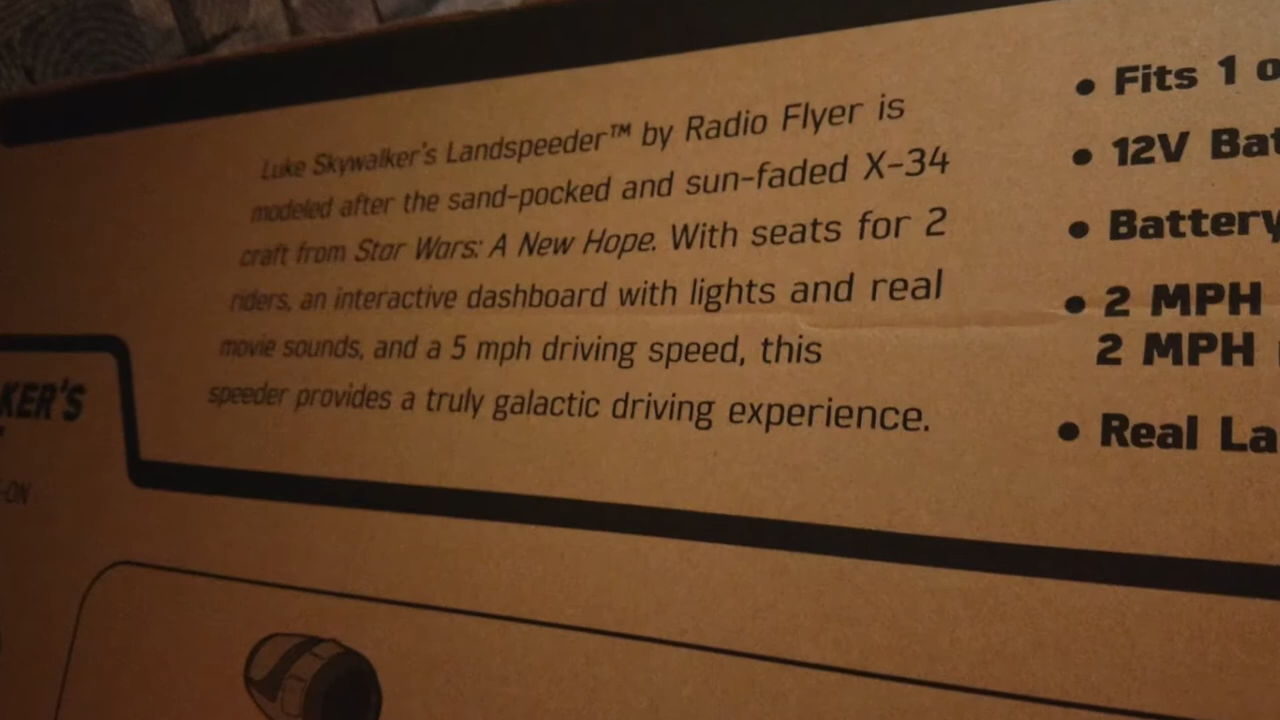 Luke Skywalker's Landspeeder™ by Radio Flyer is
modeled after the sand-pocked and sun-faded X-34
craft from Star Wars: A New Hope. With seats for 2
riders, an interactive dashboard with lights and real
movie sounds, and a 5 mph driving speed, this
speeder provides a truly galactic driving experience.
• Fits 1 o
• 12V Bat
• Battery
• 2 MPH
2 MPH
• Real La
KER'S
-ON